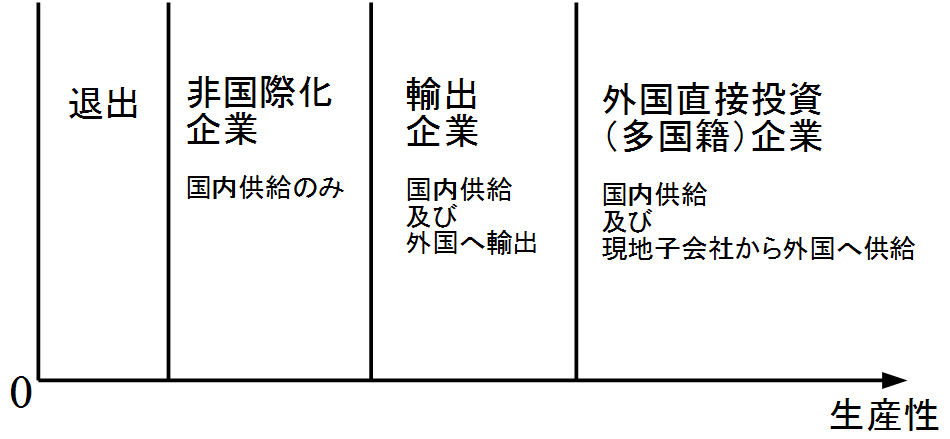 退出
非国際化
企業
国内供給のみ
輸出
企業
国内供給
及び
外国へ輸出
外国直接投資
（多国籍）企業
国内供給
及び
現地子会社から外国へ供給
0
生産性